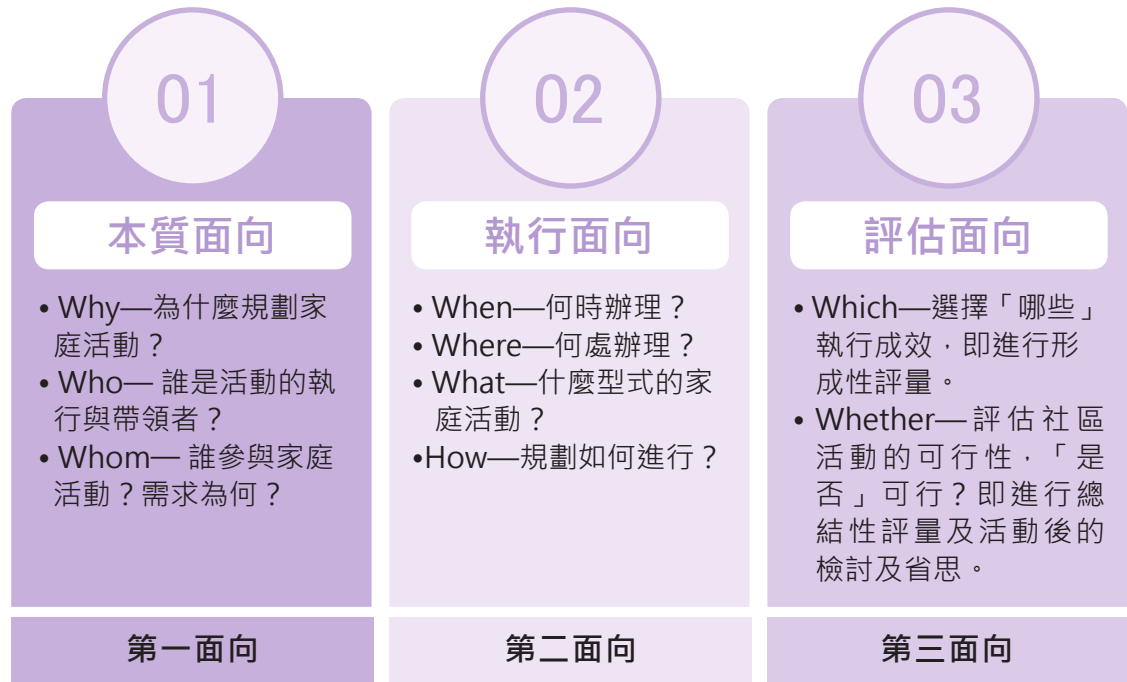 01
本質面向
• Why—為什麼規劃家
庭活動？
• Who— 誰是活動的執
行與帶領者？
• Whom— 誰參與家庭
活動？需求為何？
第一面向
02
執行面向
• When—何時辦理？
• Where—何處辦理？
• What—什麼型式的家
庭活動？
•How—規劃如何進行？
第二面向
03
評估面向
• Which—選擇「哪些」
執行成效，即進行形
成性評量。
• Whether—評估社區
活動的可行性，「是
否」可行？即進行總
結性評量及活動後的
檢討及省思。
第三面向